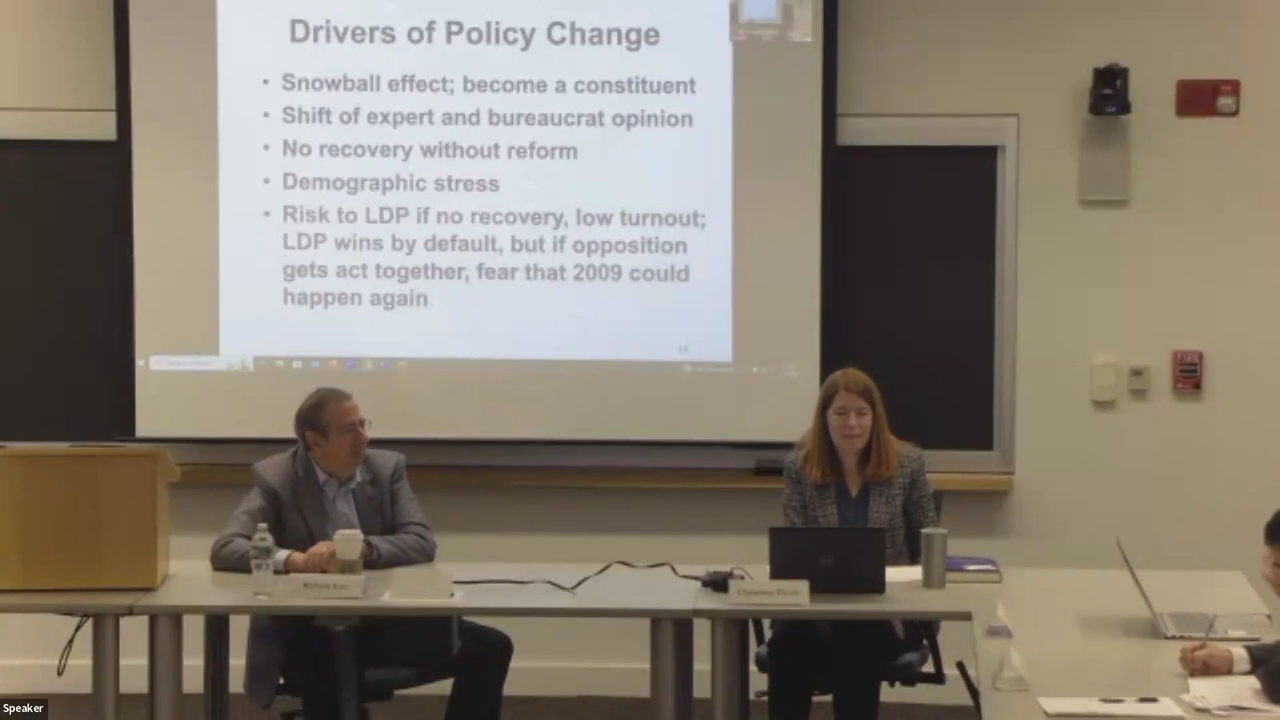 Drivers of Policy Change
• Snowball effect; become a constituent
• Shift of expert and bureaucrat opinion
• No recovery without reform
• Demographic stress
• Risk to LDP if no recovery, low turnout;
LDP wins by default, but if opposition
gets act together, fear that 2009 could
happen again
FIRE
Speaker